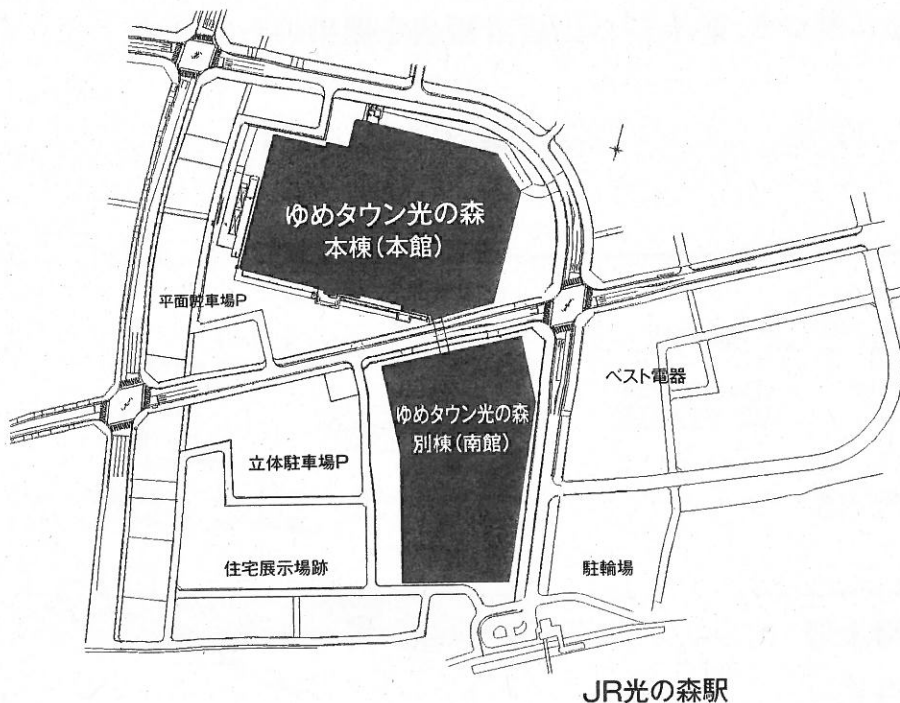 ゆめタウン光の森
本棟(本館)
平面駐車場P
ベスト電器
ゆめタウン光の森
別棟(南館)
立体駐車場P
住宅展示場跡
駐輪場
JR光の森駅